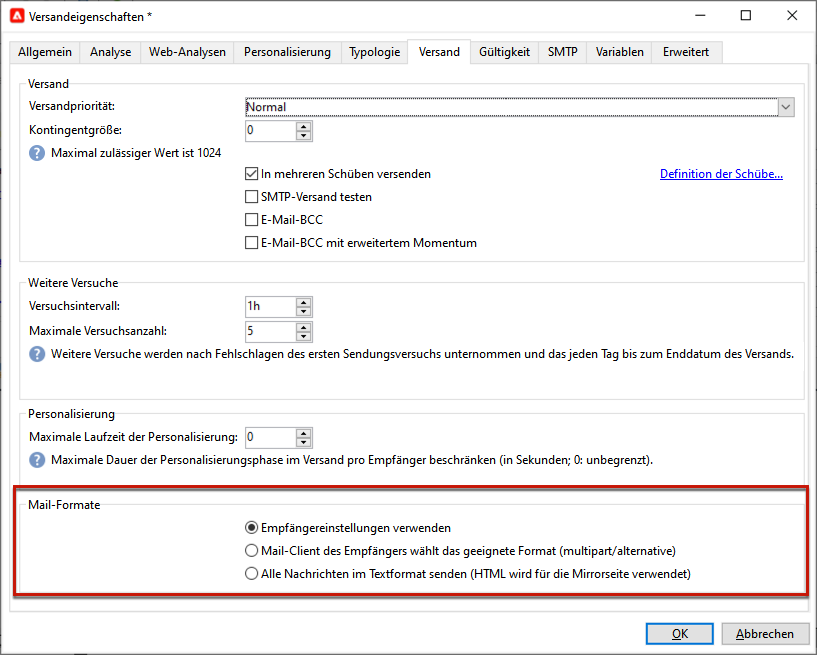 Versandeigenschaften *
Allgemein Analyse Web-Analysen Personalisierung Typologie Versand Gültigkeit SMTP Variablen Erweitert
Versand
Versandpriorität: Normal
Kontingentgröße: 0
? Maximal zulässiger Wert ist 1024
In mehreren Schüben versenden Definition der Schübe...
SMTP-Versand testen
E-Mail-BCC
E-Mail-BCC mit erweitertem Momentum
Weitere Versuche
Versuchsintervall: 1h
Maximale Versuchsanzahl: 5
? Weitere Versuche werden nach Fehlschlagen des ersten Sendungsversuchs unternommen und das jeden Tag bis zum Enddatum des Versands.
Personalisierung
Maximale Laufzeit der Personalisierung: 0
? Maximale Dauer der Personalisierungsphase im Versand pro Empfänger beschränken (in Sekunden; 0: unbegrenzt).
Mail-Formate
Empfängereinstellungen verwenden
Mail-Client des Empfängers wählt das geeignete Format (multipart/alternative)
Alle Nachrichten im Textformat senden (HTML wird für die Mirrorseite verwendet)
OK Abbrechen